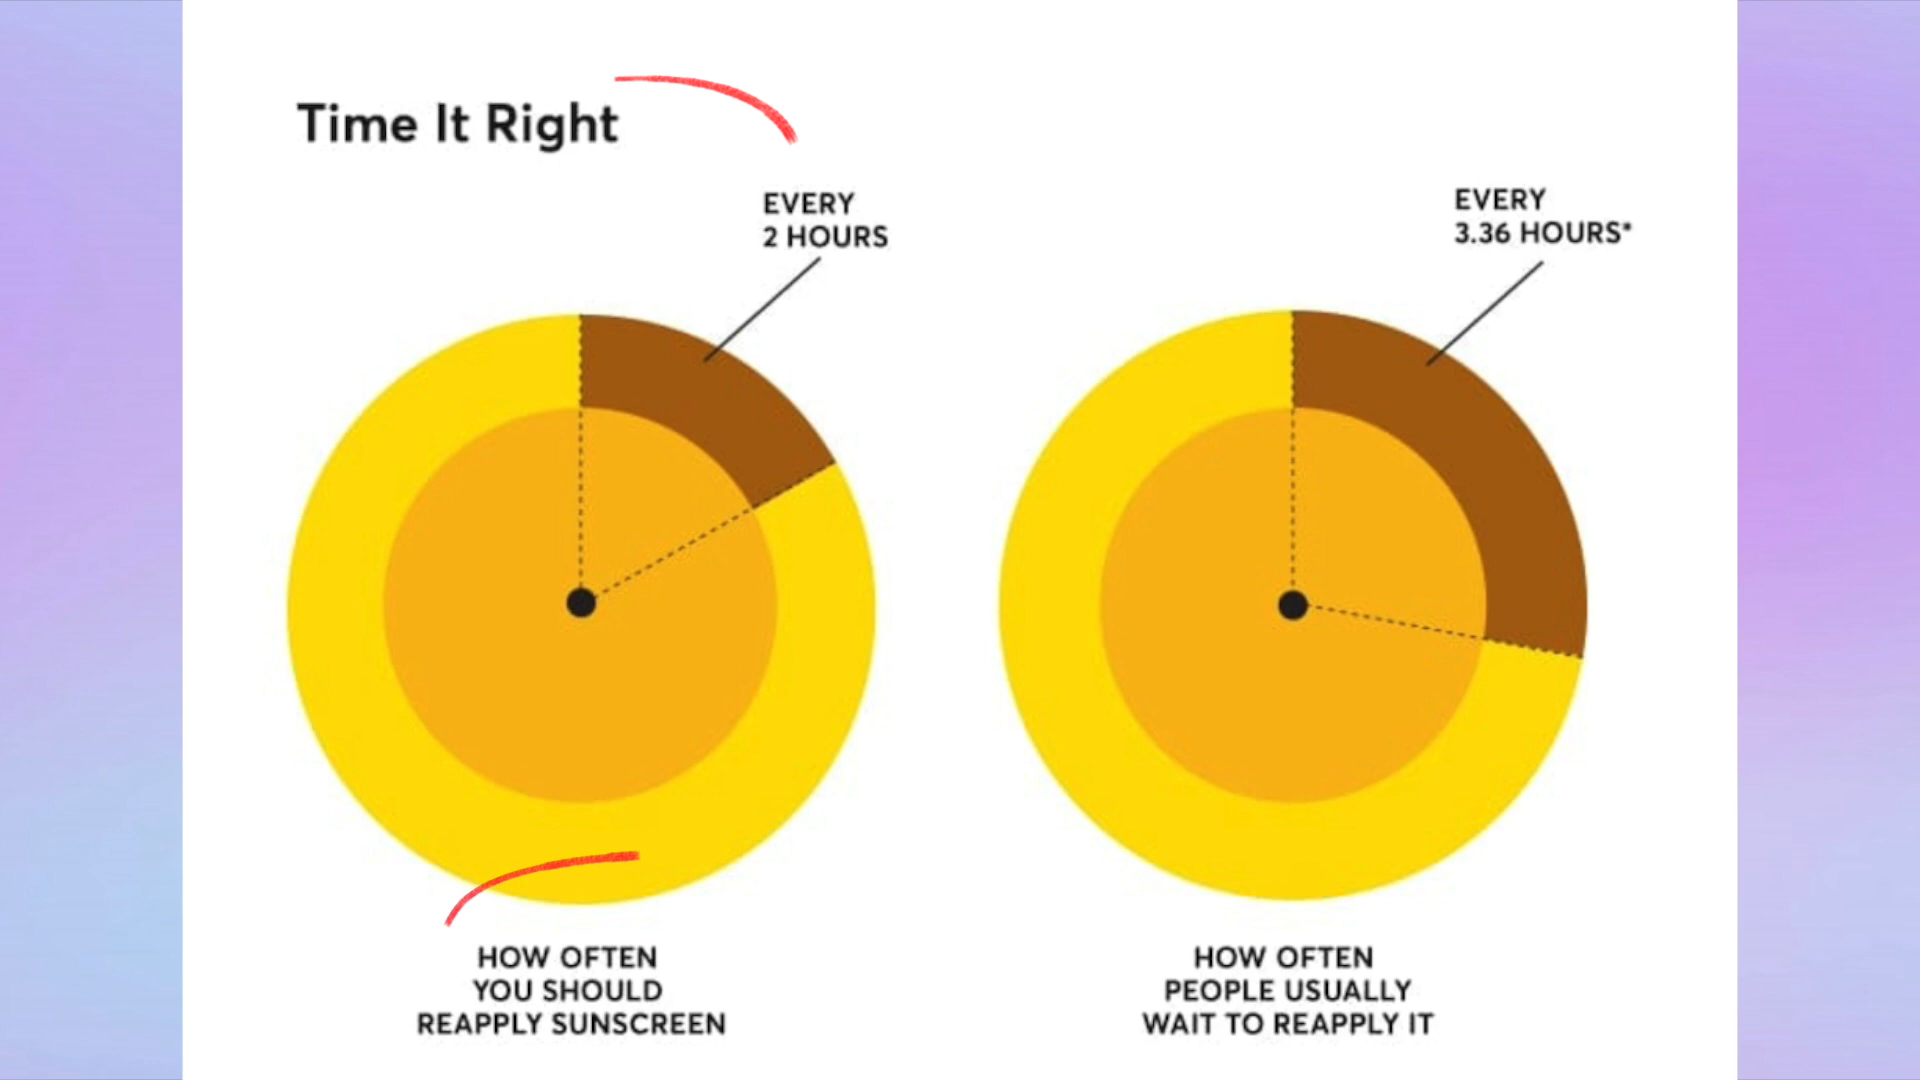 Time It Right
EVERY
2 HOURS
EVERY
3.36 HOURS*
HOW OFTEN
YOU SHOULD
REAPPLY SUNSCREEN
HOW OFTEN
PEOPLE USUALLY
WAIT TO REAPPLY IT